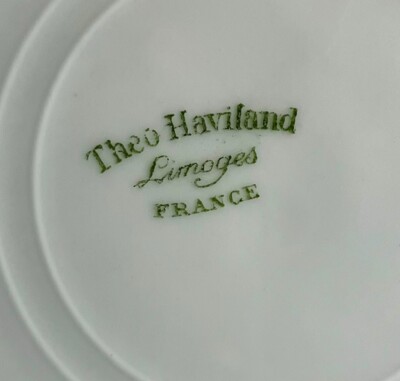 Theo Haviland
Limoges
FRANCE